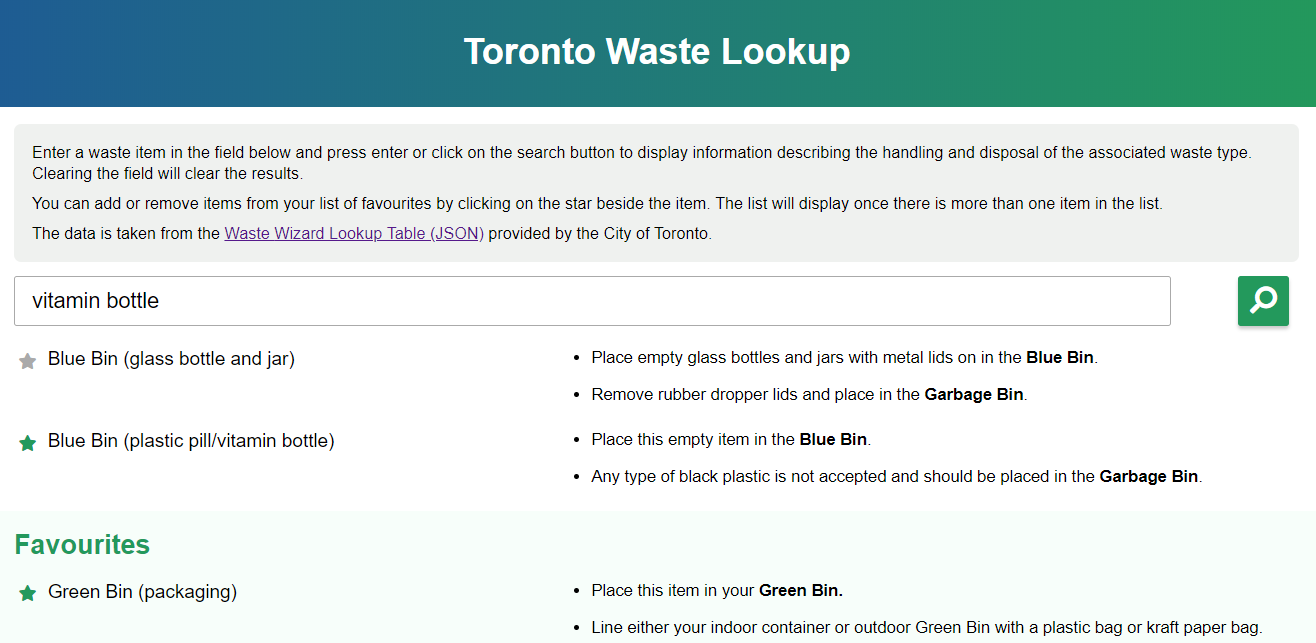 Toronto Waste Lookup
Enter a waste item in the field below and press enter or click on the search button to display information describing the handling and disposal of the associated waste type.
Clearing the field will clear the results.
You can add or remove items from your list of favourites by clicking on the star beside the item. The list will display once there is more than one item in the list.
The data is taken from the Waste Wizard Lookup Table (JSON) provided by the City of Toronto.
vitamin bottle
Blue Bin (glass bottle and jar)
• Place empty glass bottles and jars with metal lids on in the Blue Bin.
• Remove rubber dropper lids and place in the Garbage Bin.
Blue Bin (plastic pill/vitamin bottle)
• Place this empty item in the Blue Bin.
• Any type of black plastic is not accepted and should be placed in the Garbage Bin.
Favourites
Green Bin (packaging)
• Place this item in your Green Bin.
• Line either your indoor container or outdoor Green Bin with a plastic bag or kraft paper bag.